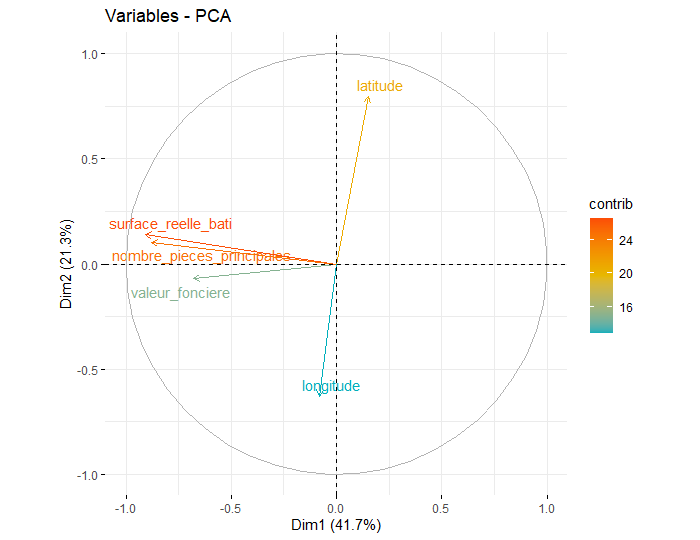 Variables - PCA
1.0
0.5
0.0
-0.5
-1.0
Dim2 (21.3%)
latitude
surface_reelle_bati
nombre_pieces_principales
valeur_fonciere
longitude
contrib
24
20
16
-1.0
-0.5
0.0
0.5
1.0
Dim1 (41.7%)